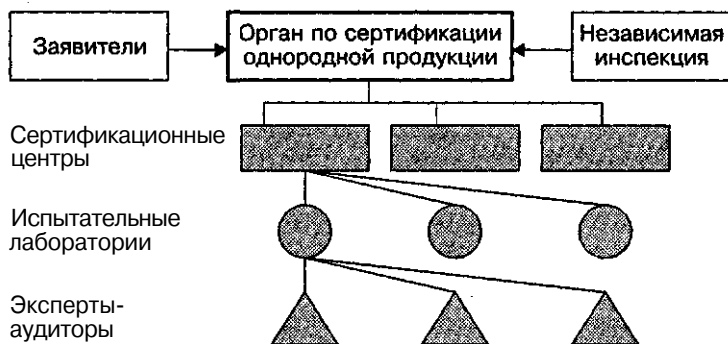 Заявители
Орган по сертификации
однородной продукции
Независимая
инспекция
Сертификационные
центры
Испытательные
лаборатории
Эксперты-
аудиторы